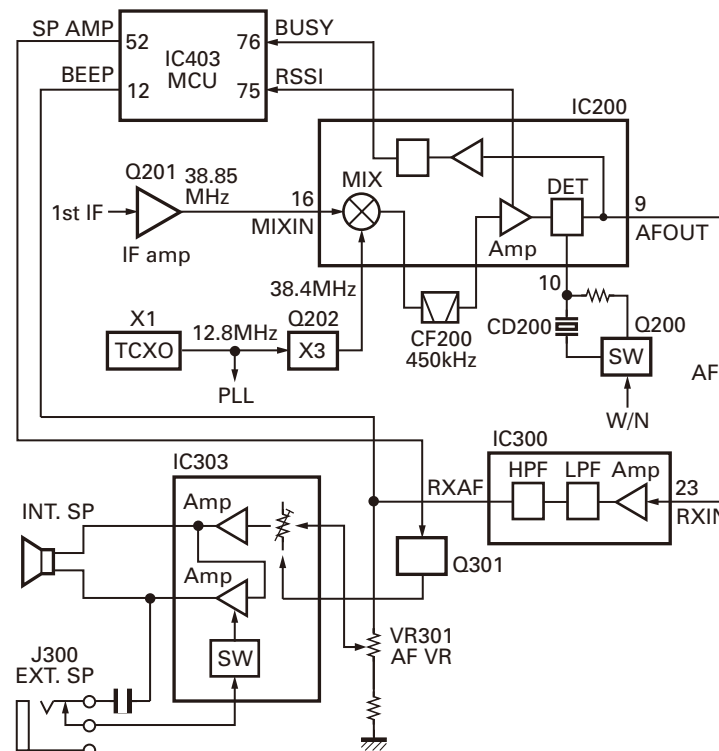 SP AMP
52
IC403
MCU
76
BUSY
BEEP
12
75
RSSI
IC200
Q201
38.85
MHz
1st IF
IF amp
16
MIXIN
MIX
DET
9
AFOUT
Amp
10
38.4MHz
X1
TCXO
12.8MHz
Q202
X3
PLL
CF200
450kHz
CD200
Q200
SW
W/N
AF
IC300
HPF
LPF
Amp
23
RXIN
RXAF
IC303
INT. SP
Amp
Amp
SW
Q301
VR301
AF VR
J300
EXT. SP